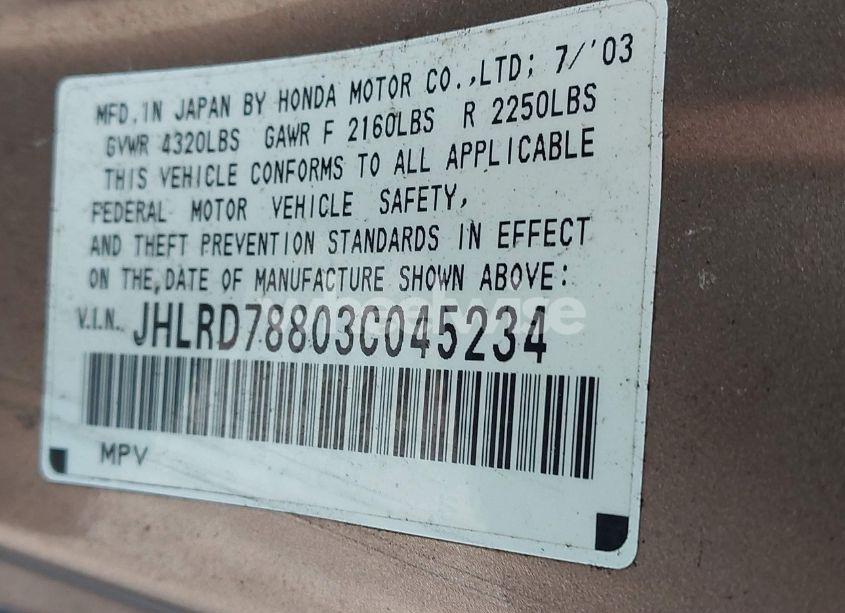 MFD. IN JAPAN BY HONDA MOTOR CO.,LTD; 7/'03
GVWR 4320LBS GAWR F 2160LBS R 2250LBS
THIS VEHICLE CONFORMS TO ALL APPLICABLE
FEDERAL MOTOR VEHICLE SAFETY,
AND THEFT PREVENTION STANDARDS IN EFFECT
ON THE,DATE OF MANUFACTURE SHOWN ABOVE:
V.I.N. JHLRD78803C045234
wheelwise
MPV